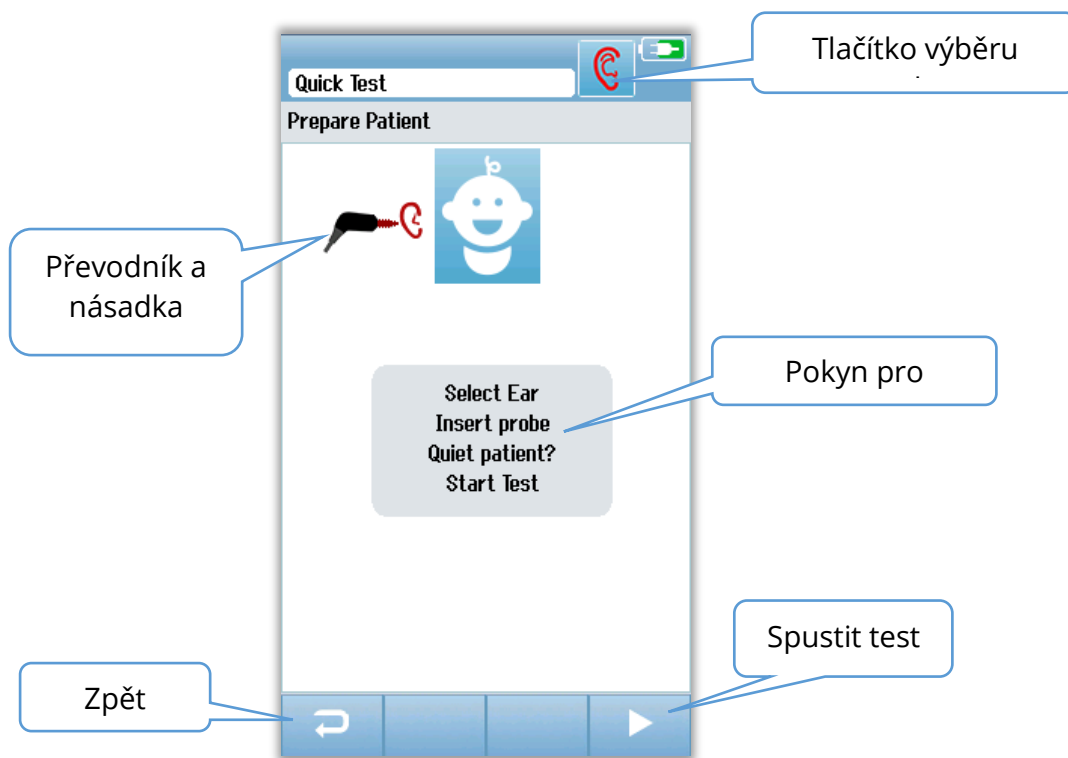 Tlačítko výběru
Quick Test
Prepare Patient
Převodník a
násadka
Pokyn pro
Select Ear
Insert probe
Quiet patient?
Start Test
Spustit test
Zpět